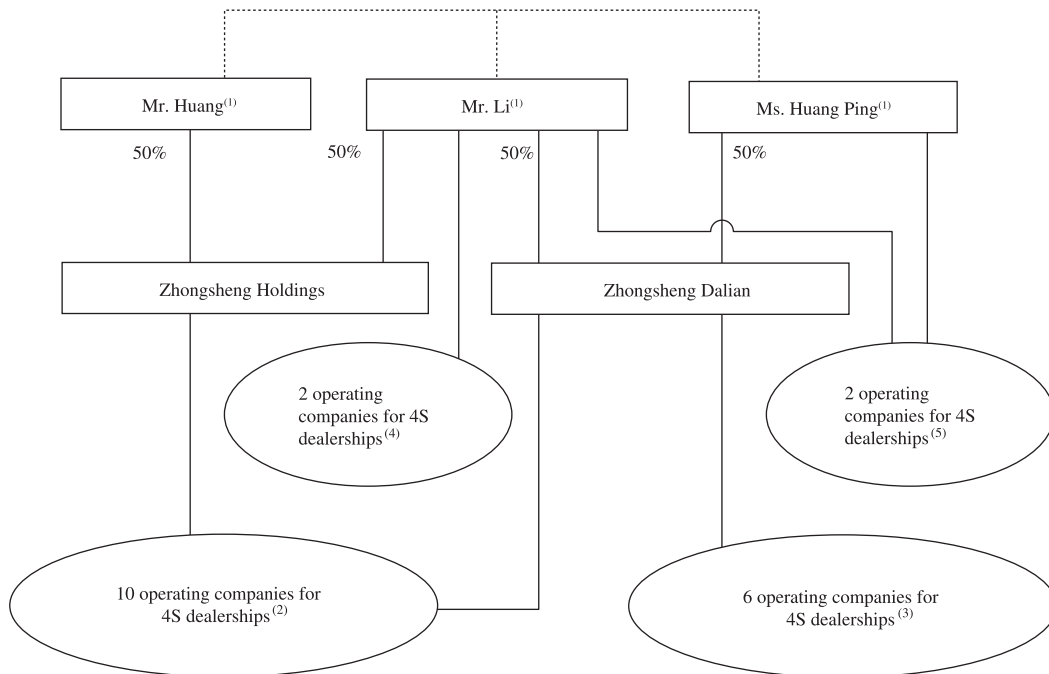 Mr. Huang(1)
Mr. Li(1)
Ms. Huang Ping(1)
50%
50%
50%
50%
Zhongsheng Holdings
Zhongsheng Dalian
2 operating
companies for 4S
dealerships(4)
2 operating
companies for 4S
dealerships(5)
10 operating companies for
4S dealerships(2)
6 operating companies for
4S dealerships(3)